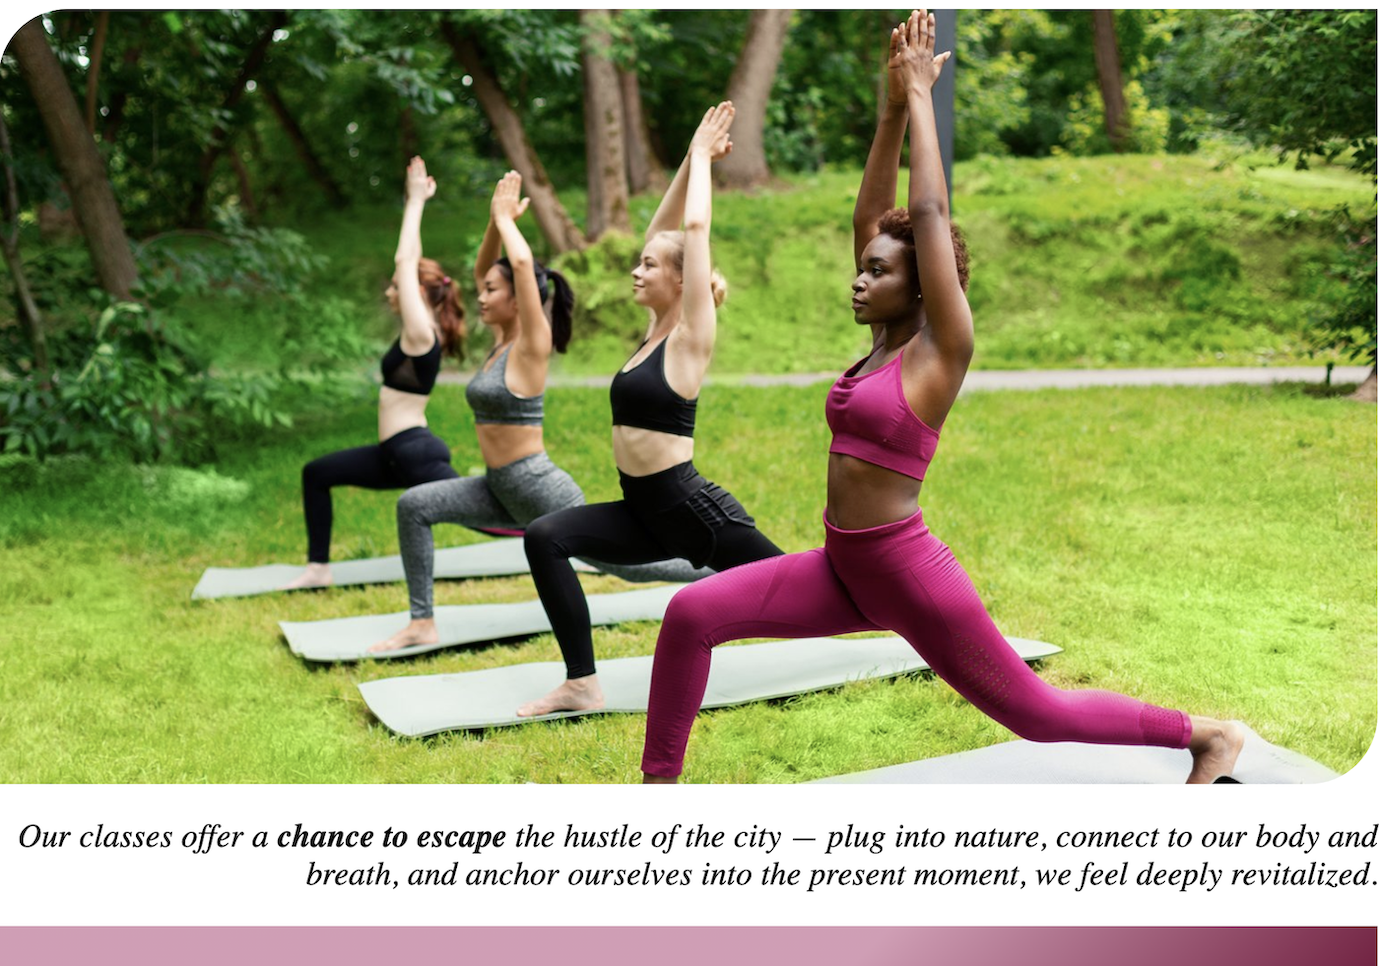 Our classes offer a chance to escape the hustle of the city — plug into nature, connect to our body and
breath, and anchor ourselves into the present moment, we feel deeply revitalized.